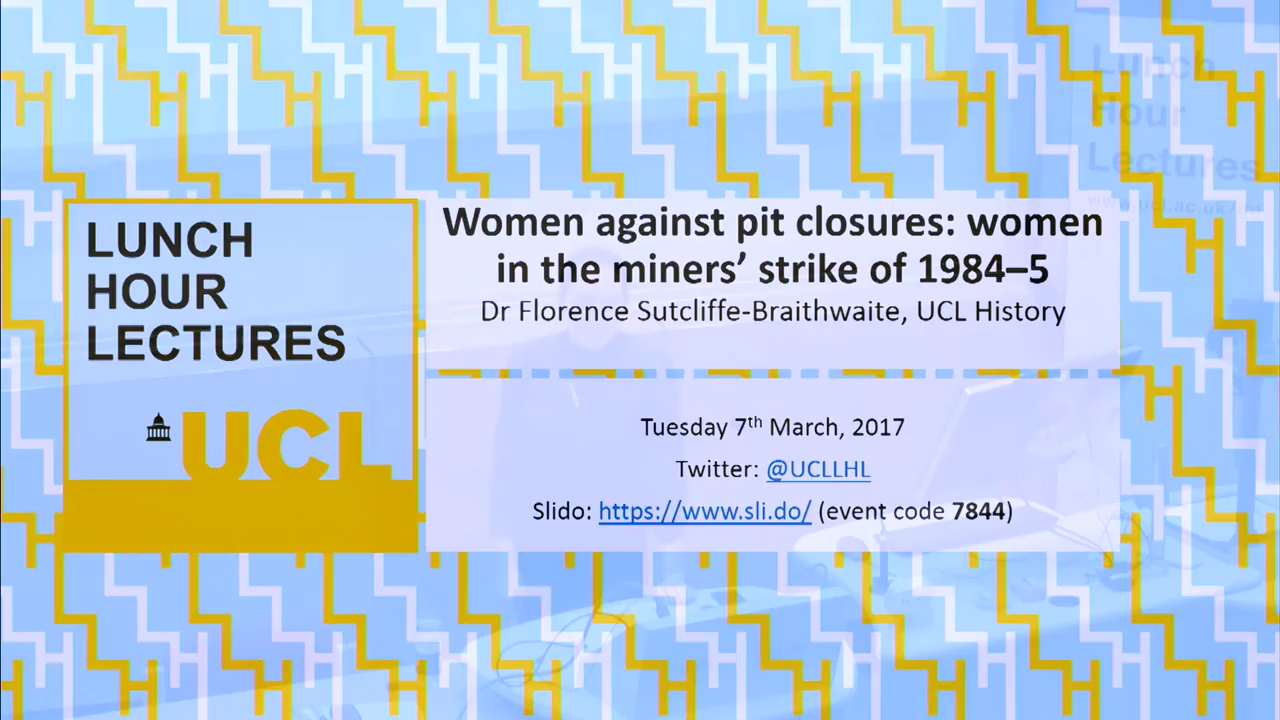 LUNCH
HOUR
LECTURES
UCL
Women against pit closures: women
in the miners’ strike of 1984–5
Dr Florence Sutcliffe-Braithwaite, UCL History
Tuesday 7th March, 2017
Twitter: @UCLLHL
Slido: https://www.sli.do/ (event code 7844)
Lunch
Hour
Lectures